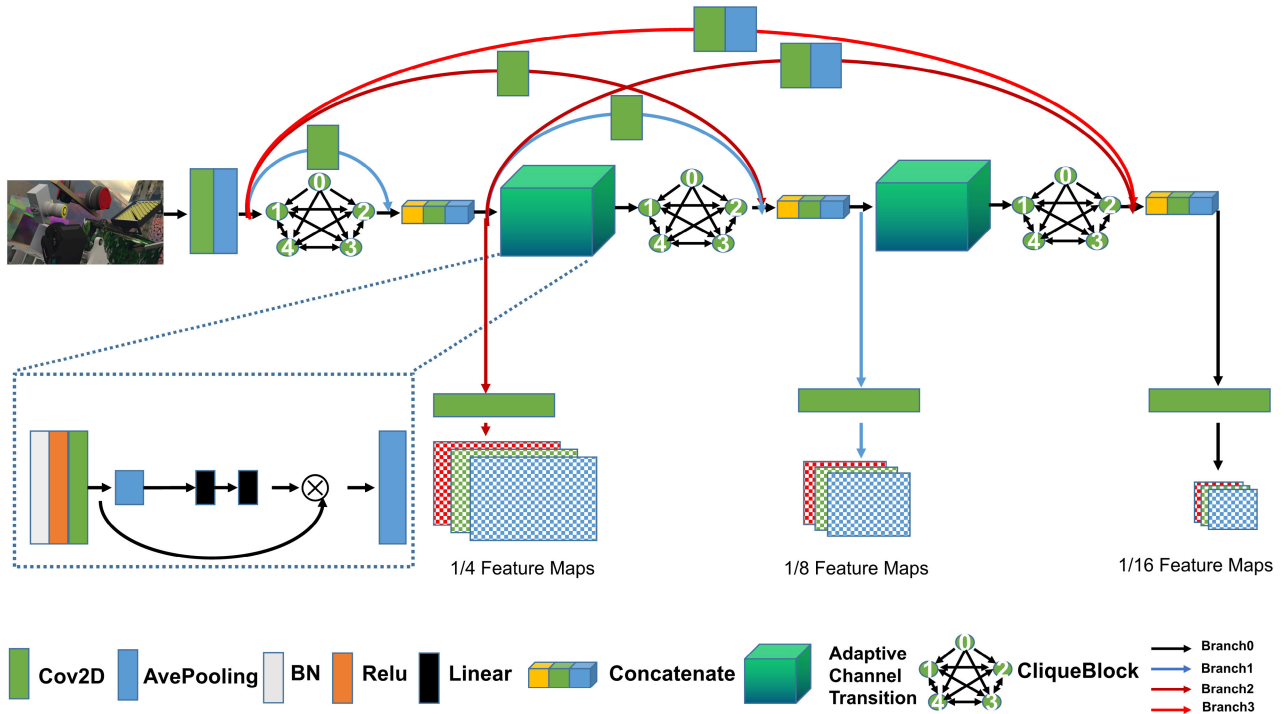 0
1
2
4
3
0
1
2
4
3
0
1
2
4
3
1/4 Feature Maps
1/8 Feature Maps
1/16 Feature Maps
Cov2D
AvePooling
BN
Relu
Linear
Concatenate
Adaptive
Channel
Transition
0
1
2
4
3
CliqueBlock
Branch0
Branch1
Branch2
Branch3